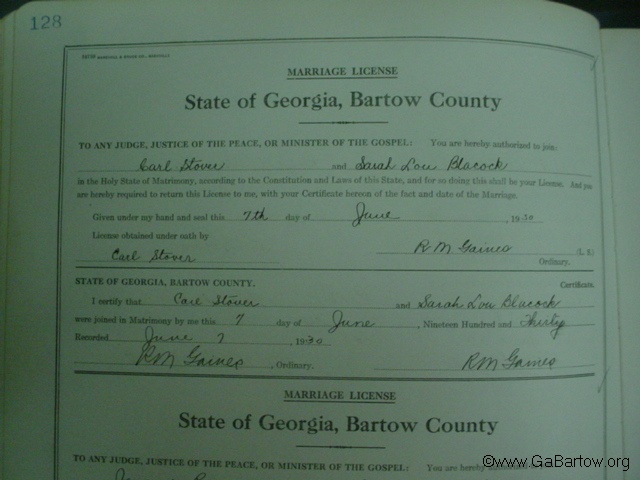 128
MARRIAGE LICENSE
State of Georgia, Bartow County
TO ANY JUDGE, JUSTICE OF THE PEACE, OR MINISTER OF THE GOSPEL: You are hereby authorized to join:
Carl Stover and Sarah Lou Blacock
in the Holy State of Matrimony, according to the Constitution and Laws of this State, and for so doing this shall be your License. And you
are hereby required to return this License to me, with your Certificate hereon of the fact and date of the Marriage.
Given under my hand and seal this 7th day of June, 1930
License obtained under oath by
Carl Stover R M Gaines (L. S)
Ordinary.
STATE OF GEORGIA, BARTOW COUNTY. Certificate.
I certify that Carl Stover and Sarah Lou Blacock
were joined in Matrimony by me this 7 day of June, Nineteen Hundred and Thirty
Recorded June 7 1930
R M Gaines, Ordinary. R M Gaines
MARRIAGE LICENSE
State of Georgia, Bartow County
TO ANY JUDGE, JUSTICE OF THE PEACE, OR MINISTER OF THE GOSPEL: You are hereby
©www.GaBartow.org